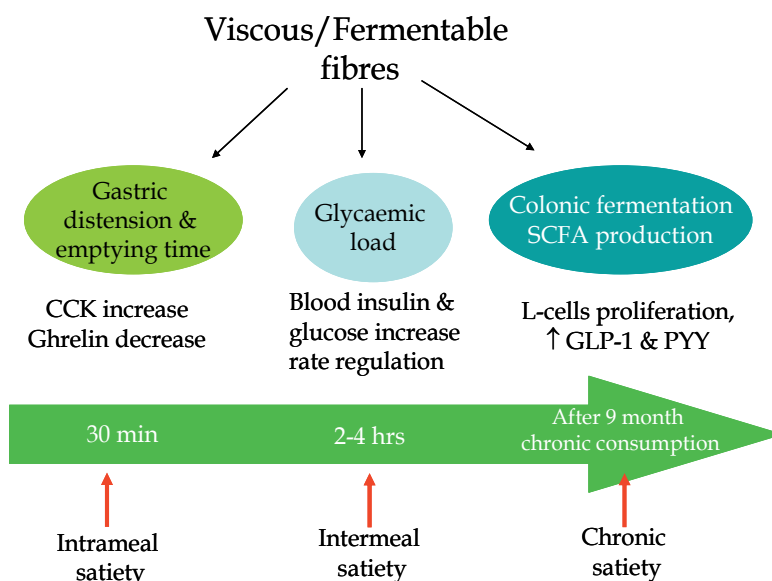 Viscous/Fermentable
fibres
Gastric
distension &
emptying time
Glycaemic
load
Colonic fermentation
SCFA production
CCK increase
Ghrelin decrease
Blood insulin &
glucose increase
rate regulation
L-cells proliferation,
↑ GLP-1 & PYY
30 min
2-4 hrs
After 9 month
chronic consumption
Intrameal
satiety
Intermeal
satiety
Chronic
satiety